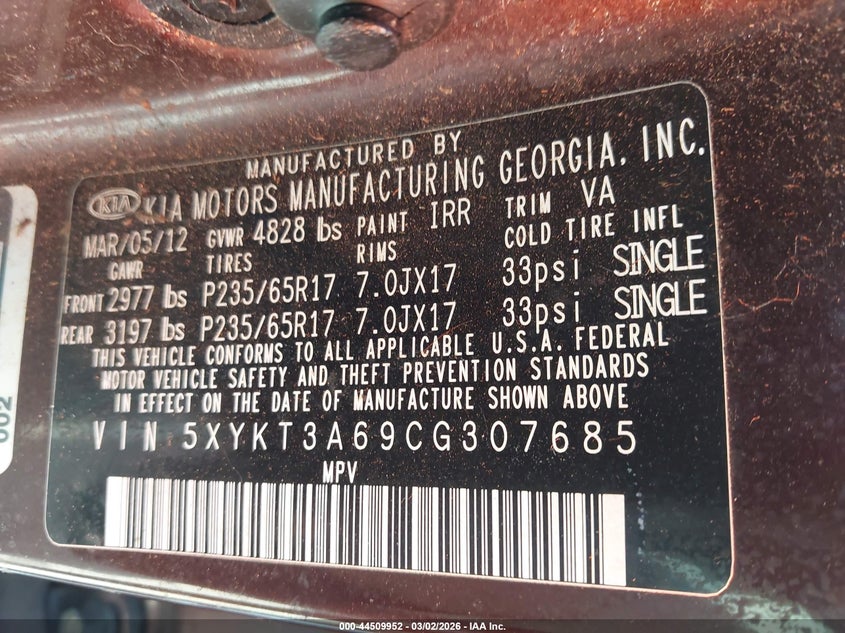 MANUFACTURED BY
KIA KIA MOTORS MANUFACTURING GEORGIA, INC.
MAR/05/12 GVWR 4828 lbs PAINT IRR TRIM VA
GAWR TIRES RIMS COLD TIRE INFL
FRONT 2977 lbs P235/65R17 7.0JX17 33psi SINGLE
REAR 3197 lbs P235/65R17 7.0JX17 33psi SINGLE
THIS VEHICLE CONFORMS TO ALL APPLICABLE U.S.A. FEDERAL
MOTOR VEHICLE SAFETY AND THEFT PREVENTION STANDARDS
IN EFFECT ON THE DATE OF MANUFACTURE SHOWN ABOVE
VIN 5XYKT3A69CG307685
MPV
002
000-44509952 - 03/02/2026 - IAA Inc.